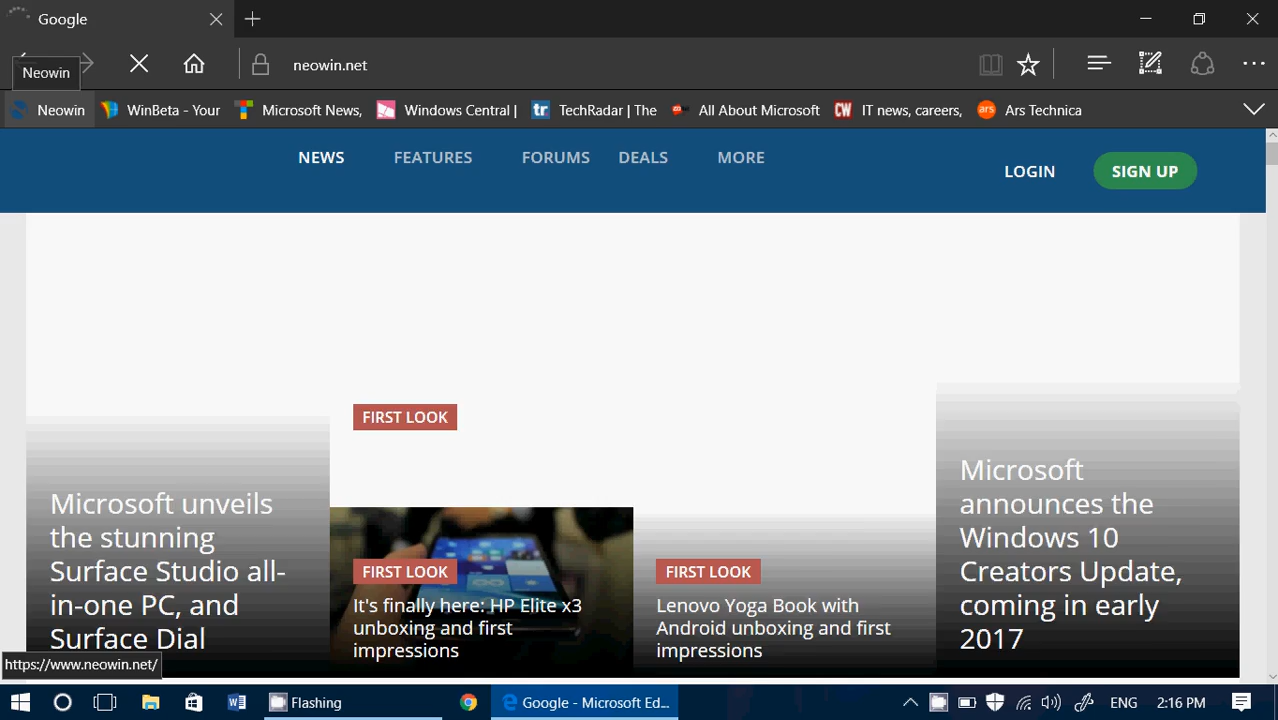 Google
Neowin
neowin.net
Neowin
WinBeta - Your
Microsoft News,
Windows Central |
TechRadar | The
All About Microsoft
CW
IT news, careers,
ars
Ars Technica
NEWS
FEATURES
FORUMS
DEALS
MORE
LOGIN
SIGN UP
FIRST LOOK
Microsoft unveils
the stunning
Surface Studio all-
in-one PC, and
Surface Dial
FIRST LOOK
It's finally here: HP Elite x3
unboxing and first
impressions
FIRST LOOK
Lenovo Yoga Book with
Android unboxing and first
impressions
Microsoft
announces the
Windows 10
Creators Update,
coming in early
2017
https://www.neowin.net/
Flashing
Google - Microsoft Ed...
ENG
2:16 PM